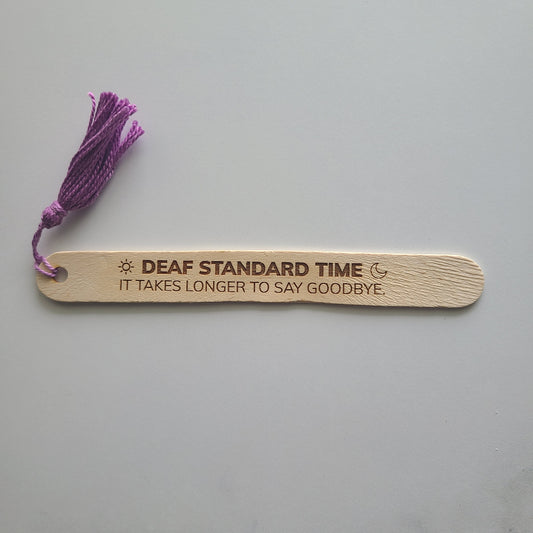 DEAF STANDARD TIME
IT TAKES LONGER TO SAY GOODBYE.